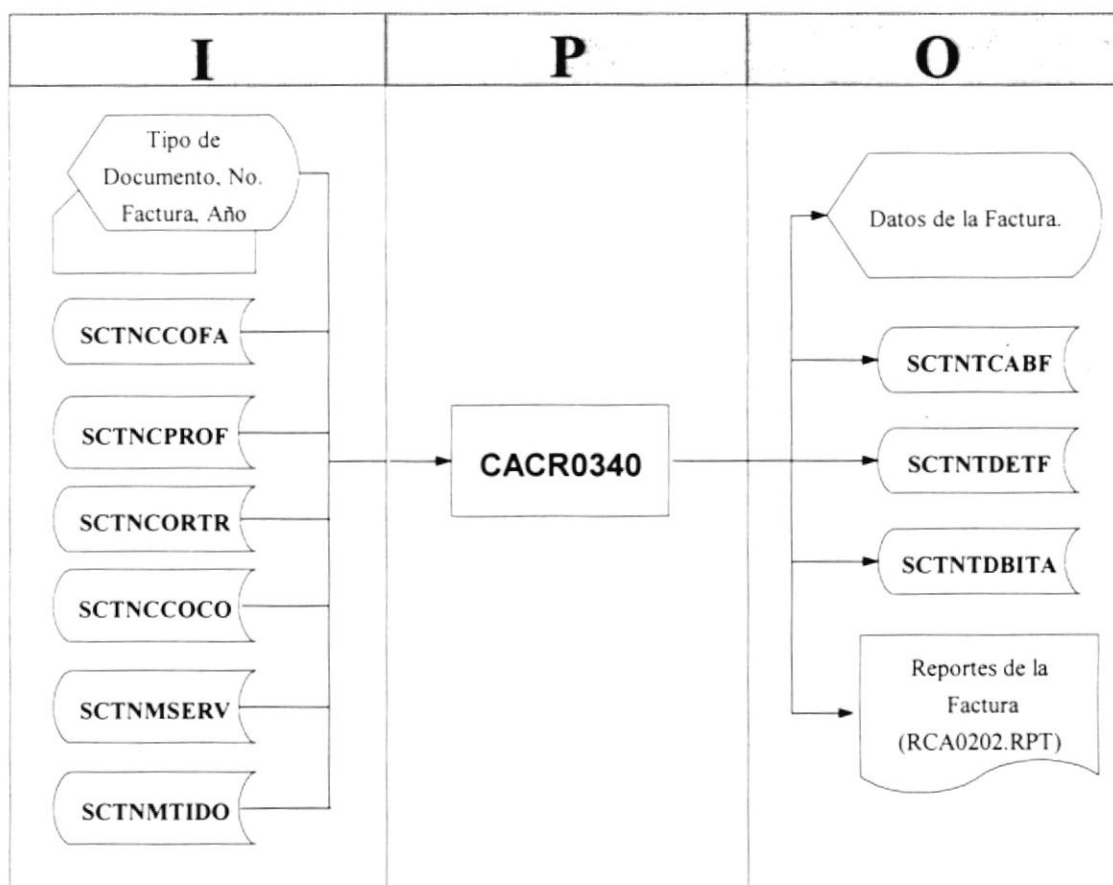 I
P
O
Tipo de
Documento, No.
Factura, Año
SCTNCCOFA
SCTNCPROF
SCTNCORTR
SCTNCCOCO
SCTNMSERV
SCTNMTIDO
CACR0340
Datos de la Factura.
SCTNTCABF
SCTNTDETF
SCTNTDBITA
Reportes de la
Factura
(RCA0202.RPT)